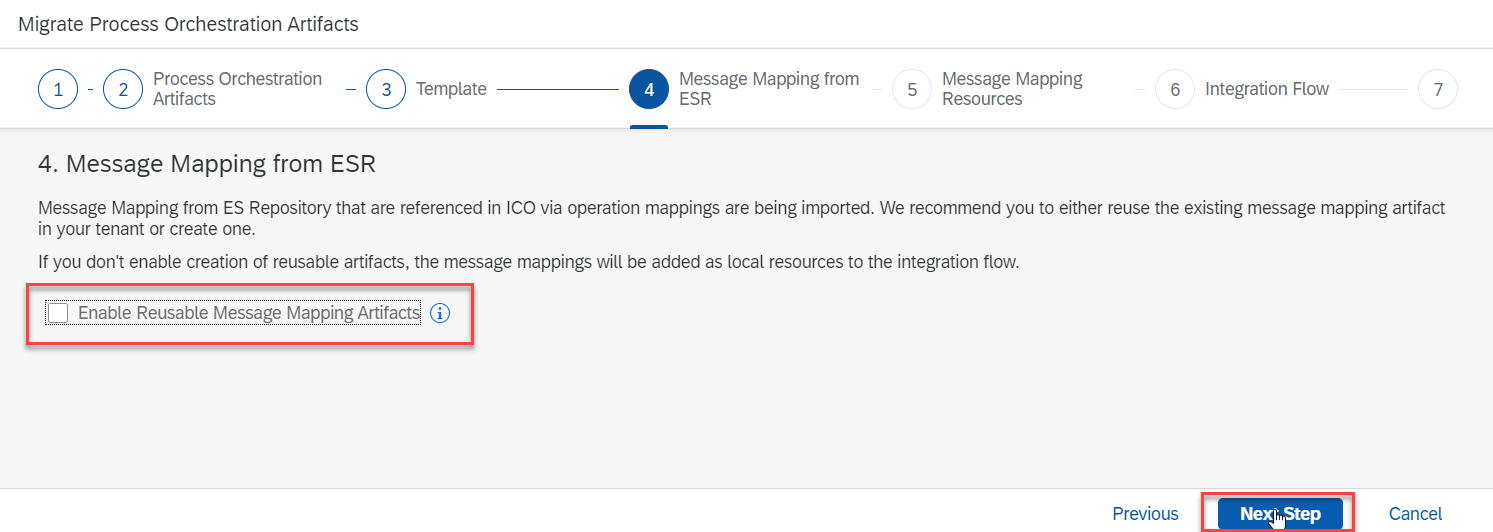 Migrate Process Orchestration Artifacts
1 - 2 Process Orchestration Artifacts - 3 Template 4 Message Mapping from ESR 5 Message Mapping Resources 6 Integration Flow 7
4. Message Mapping from ESR
Message Mapping from ES Repository that are referenced in ICO via operation mappings are being imported. We recommend you to either reuse the existing message mapping artifact
in your tenant or create one.
If you don't enable creation of reusable artifacts, the message mappings will be added as local resources to the integration flow.
Enable Reusable Message Mapping Artifacts
Previous Next Step Cancel